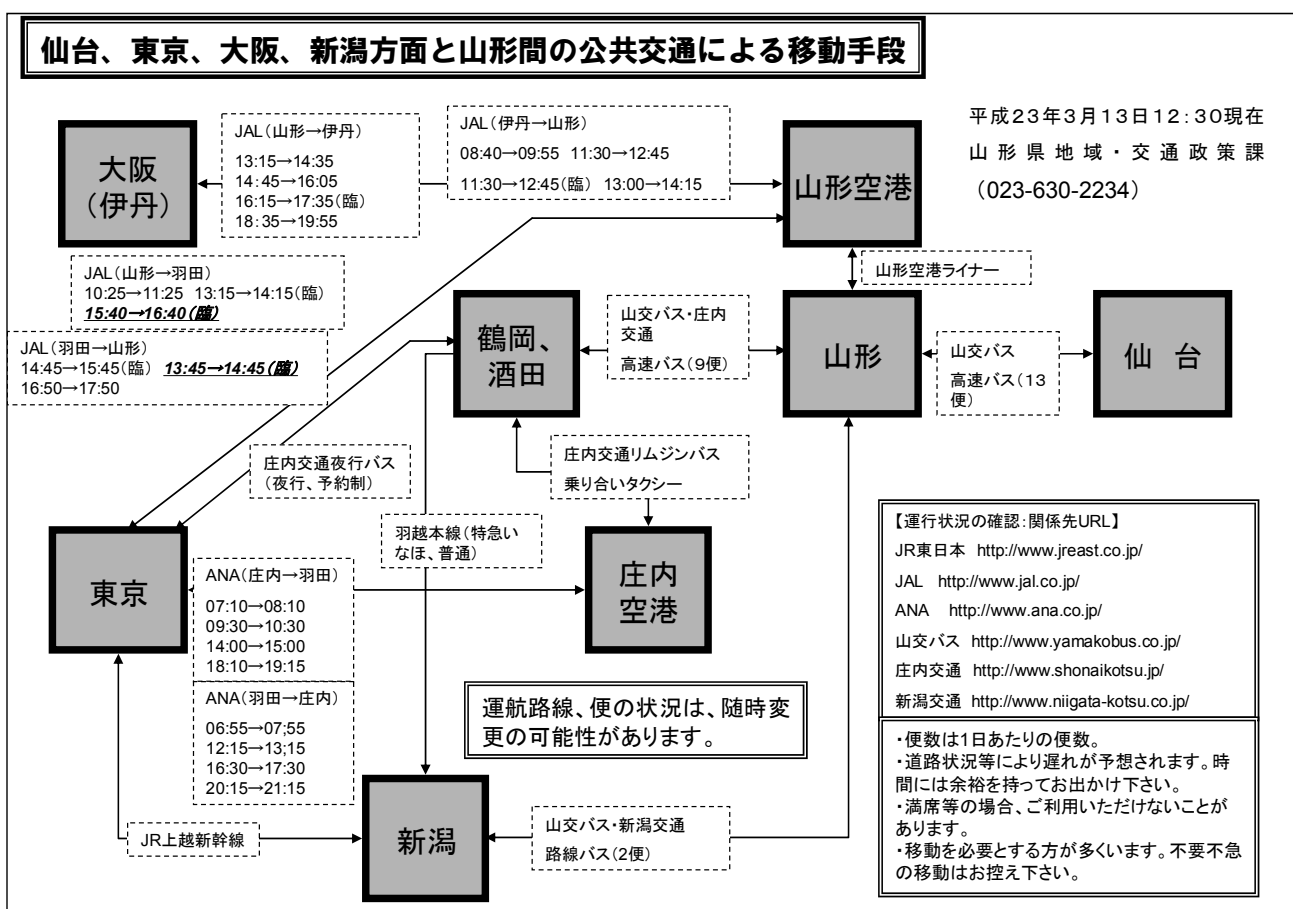 仙台、東京、大阪、新潟方面と山形間の公共交通による移動手段
平成23年3月13日12:30現在
山形県地域・交通政策課
(023-630-2234)
大阪
(伊丹)
JAL(山形→伊丹)
13:15→14:35
14:45→16:05
16:15→17:35(臨)
18:35→19:55
JAL(伊丹→山形)
08:40→09:55 11:30→12:45
11:30→12:45(臨) 13:00→14:15
山形空港
JAL(山形→羽田)
10:25→11:25 13:15→14:15(臨)
15:40→16:40(臨)
JAL(羽田→山形)
14:45→15:45(臨) 13:45→14:45(臨)
16:50→17:50
山形空港ライナー
鶴岡、
酒田
山交バス・庄内
交通
高速バス(9便)
山形
山交バス
高速バス(13
便)
仙 台
庄内交通夜行バス
(夜行、予約制)
庄内交通リムジンバス
乗り合いタクシー
羽越本線(特急い
なほ、普通)
東京
ANA(庄内→羽田)
07:10→08:10
09:30→10:30
14:00→15:00
18:10→19:15
ANA(羽田→庄内)
06:55→07;55
12:15→13;15
16:30→17:30
20:15→21:15
庄内
空港
【運行状況の確認:関係先URL】
JR東日本 http://www.jreast.co.jp/
JAL http://www.jal.co.jp/
ANA http://www.ana.co.jp/
山交バス http://www.yamakobus.co.jp/
庄内交通 http://www.shonaikotsu.jp/
新潟交通 http://www.niigata-kotsu.co.jp/
運航路線、便の状況は、随時変
更の可能性があります。
・便数は1日あたりの便数。
・道路状況等により遅れが予想されます。時
間には余裕を持ってお出かけ下さい。
・満席等の場合、ご利用いただけないことが
あります。
・移動を必要とする方が多くいます。不要不急
の移動はお控え下さい。
JR上越新幹線
新潟
山交バス・新潟交通
路線バス(2便)